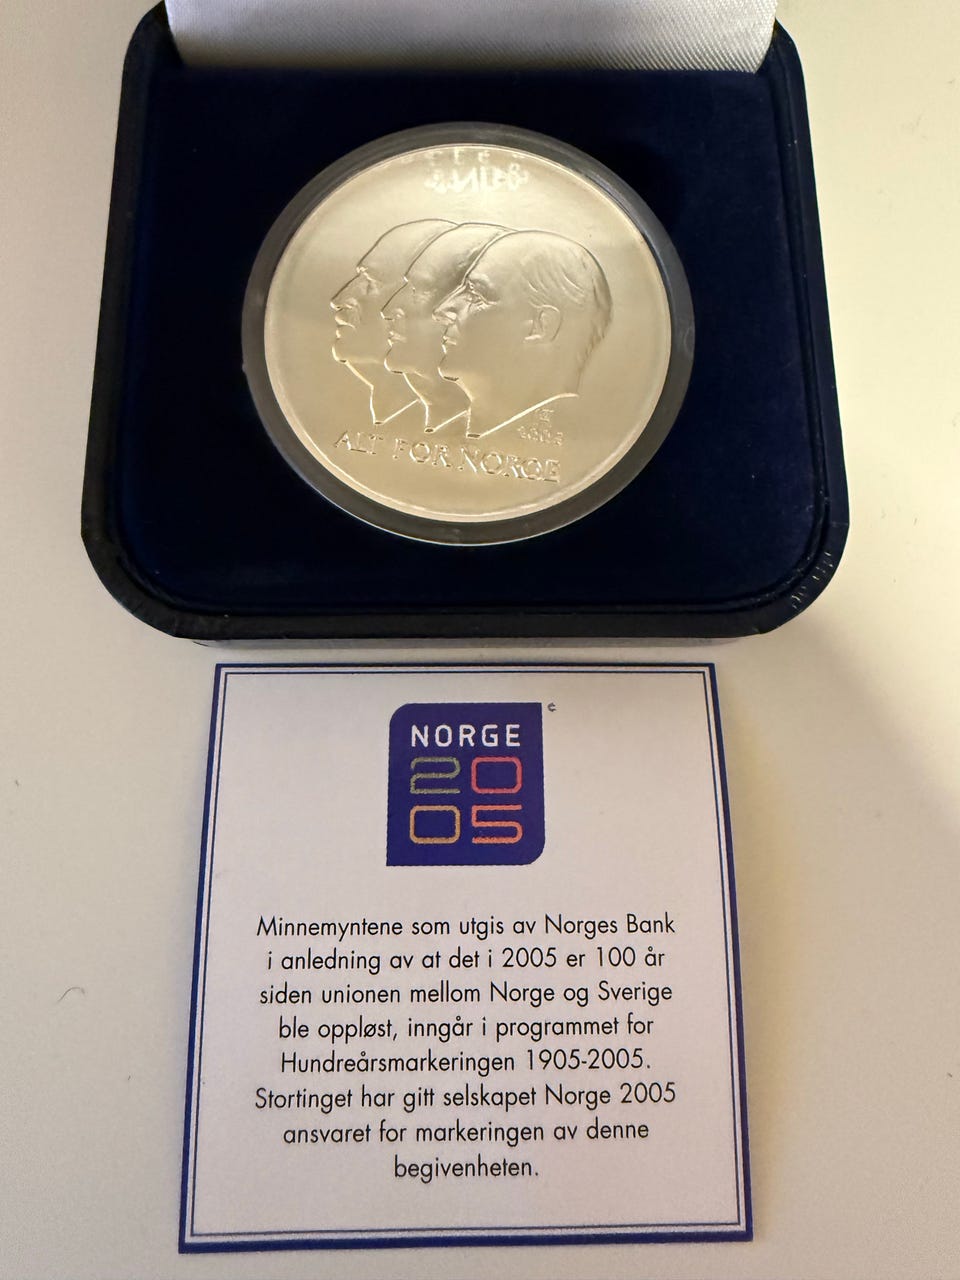 ALT FOR NORGE
NORGE
20
05
Minnemyntene som utgis av Norges Bank
i anledning av at det i 2005 er 100 år
siden unionen mellom Norge og Sverige
ble oppløst, inngår i programmet for
Hundreårsmarkeringen 1905-2005.
Stortinget har gitt selskapet Norge 2005
ansvaret for markeringen av denne
begivenheten.